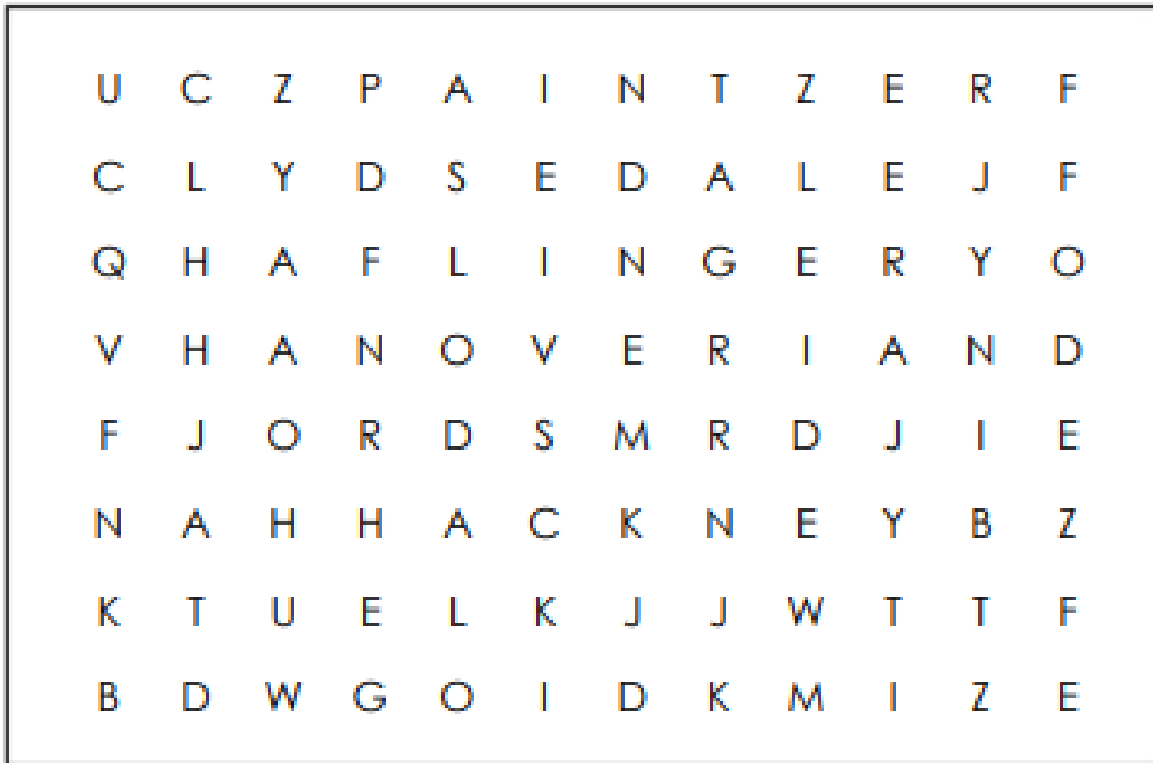 U C Z P A I N T Z E R F
C L Y D S E D A L E J F
Q H A F L I N G E R Y O
V H A N O V E R I A N D
F J O R D S M R D J I E
N A H H A C K N E Y B Z
K T U E L K J J W T T F
B D W G O I D K M I Z E